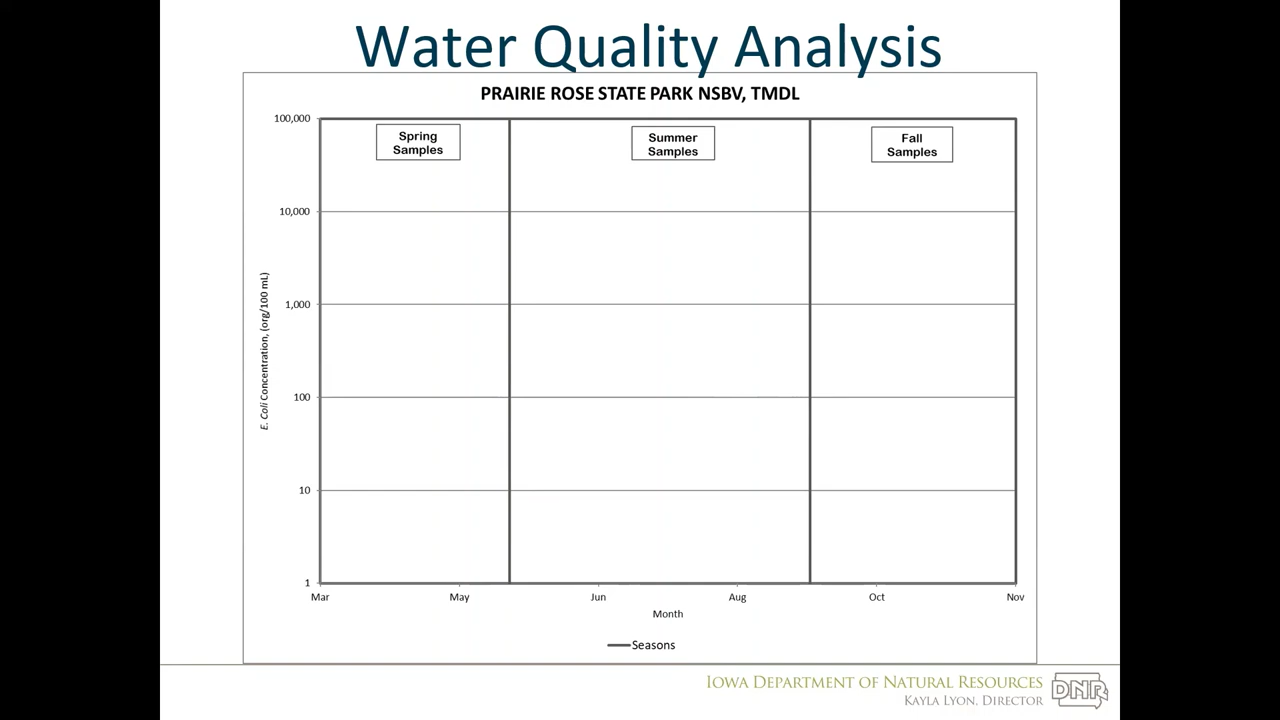 Water Quality Analysis
PRAIRIE ROSE STATE PARK NSBV, TMDL
100,000
10,000
1,000
100
10
1
E. Coli Concentration, (org/100 mL)
Spring
Samples
Summer
Samples
Fall
Samples
Mar May Jun Aug Oct Nov
Month
Seasons
IOWA DEPARTMENT OF NATURAL RESOURCES
KAYLA LYON, DIRECTOR
DNR